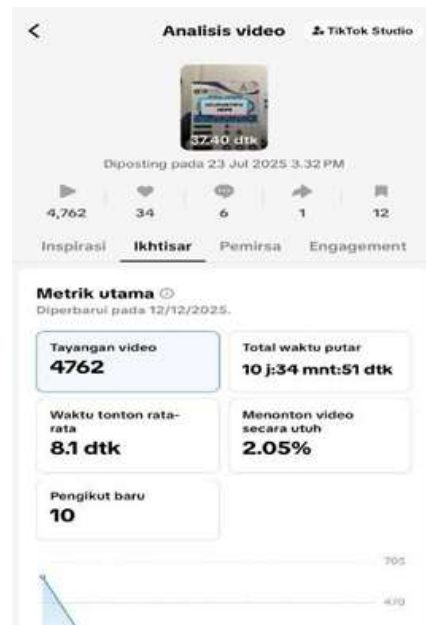 Analisis video
TikTok Studio
37.40 dtk
Diposting pada 23 Jul 2025 3.32 PM
4,762 34 6 1 12
Inspirasi Ikhtisar Pemirsa Engagement
Metrik utama
Diperbarui pada 12/12/2025.
Tayangan video
4762
Total waktu putar
10 j:34 mnt:51 dtk
Waktu tonton rata-
rata
8.1 dtk
Menonton video
secara utuh
2.05%
Pengikut baru
10
705
470